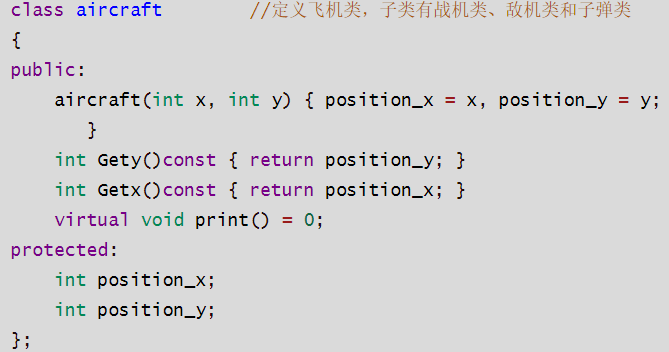 class aircraft        //定义飞机类，子类有战机类、敌机类和子弹类
{
public:
    aircraft(int x, int y) { position_x = x, position_y = y;
       }
    int Gety()const { return position_y; }
    int Getx()const { return position_x; }
    virtual void print() = 0;
protected:
    int position_x;
    int position_y;
};